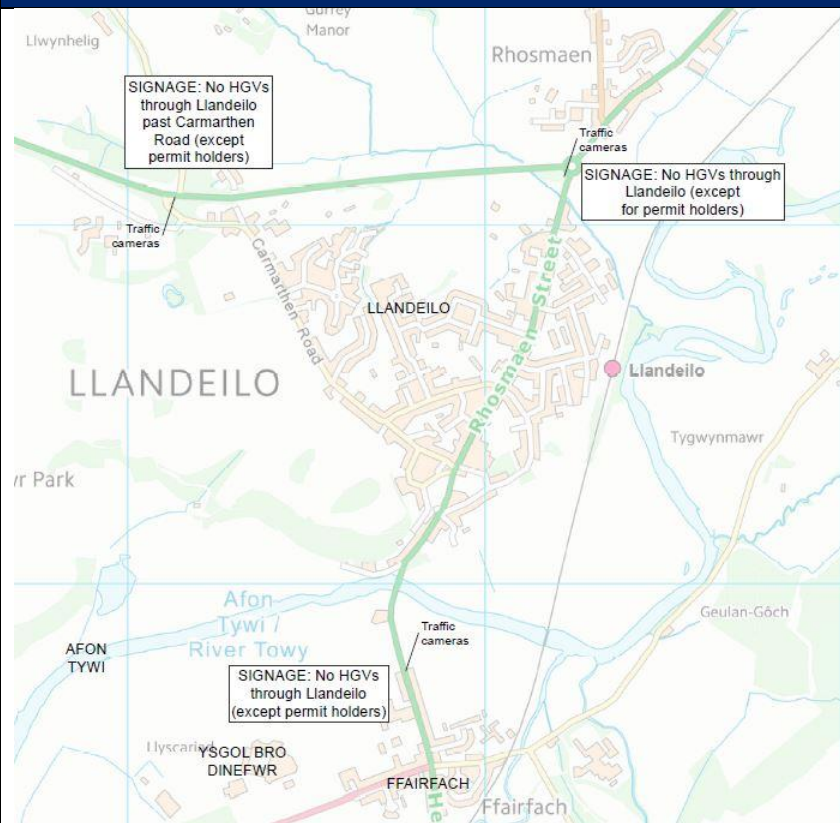 Gurrey
Manor
Llwynhelig
Rhosmaen
SIGNAGE: No HGVs
through Llandeilo
past Carmarthen
Road (except
permit holders)
Traffic
cameras
SIGNAGE: No HGVs through
Llandeilo (except
for permit holders)
Traffic
cameras
Carmarthen Road
LLANDEILO
Rhosmaen Street
LLANDEILO
Llandeilo
Tygwynmawr
yr Park
Afon
Tywi /
River Towy
Geulan-Gôch
Traffic
cameras
AFON
TYWI
SIGNAGE: No HGVs
through Llandeilo
(except permit holders)
YSGOL BRO
DINEFWR
FFAIRFACH
He
Ffairfach